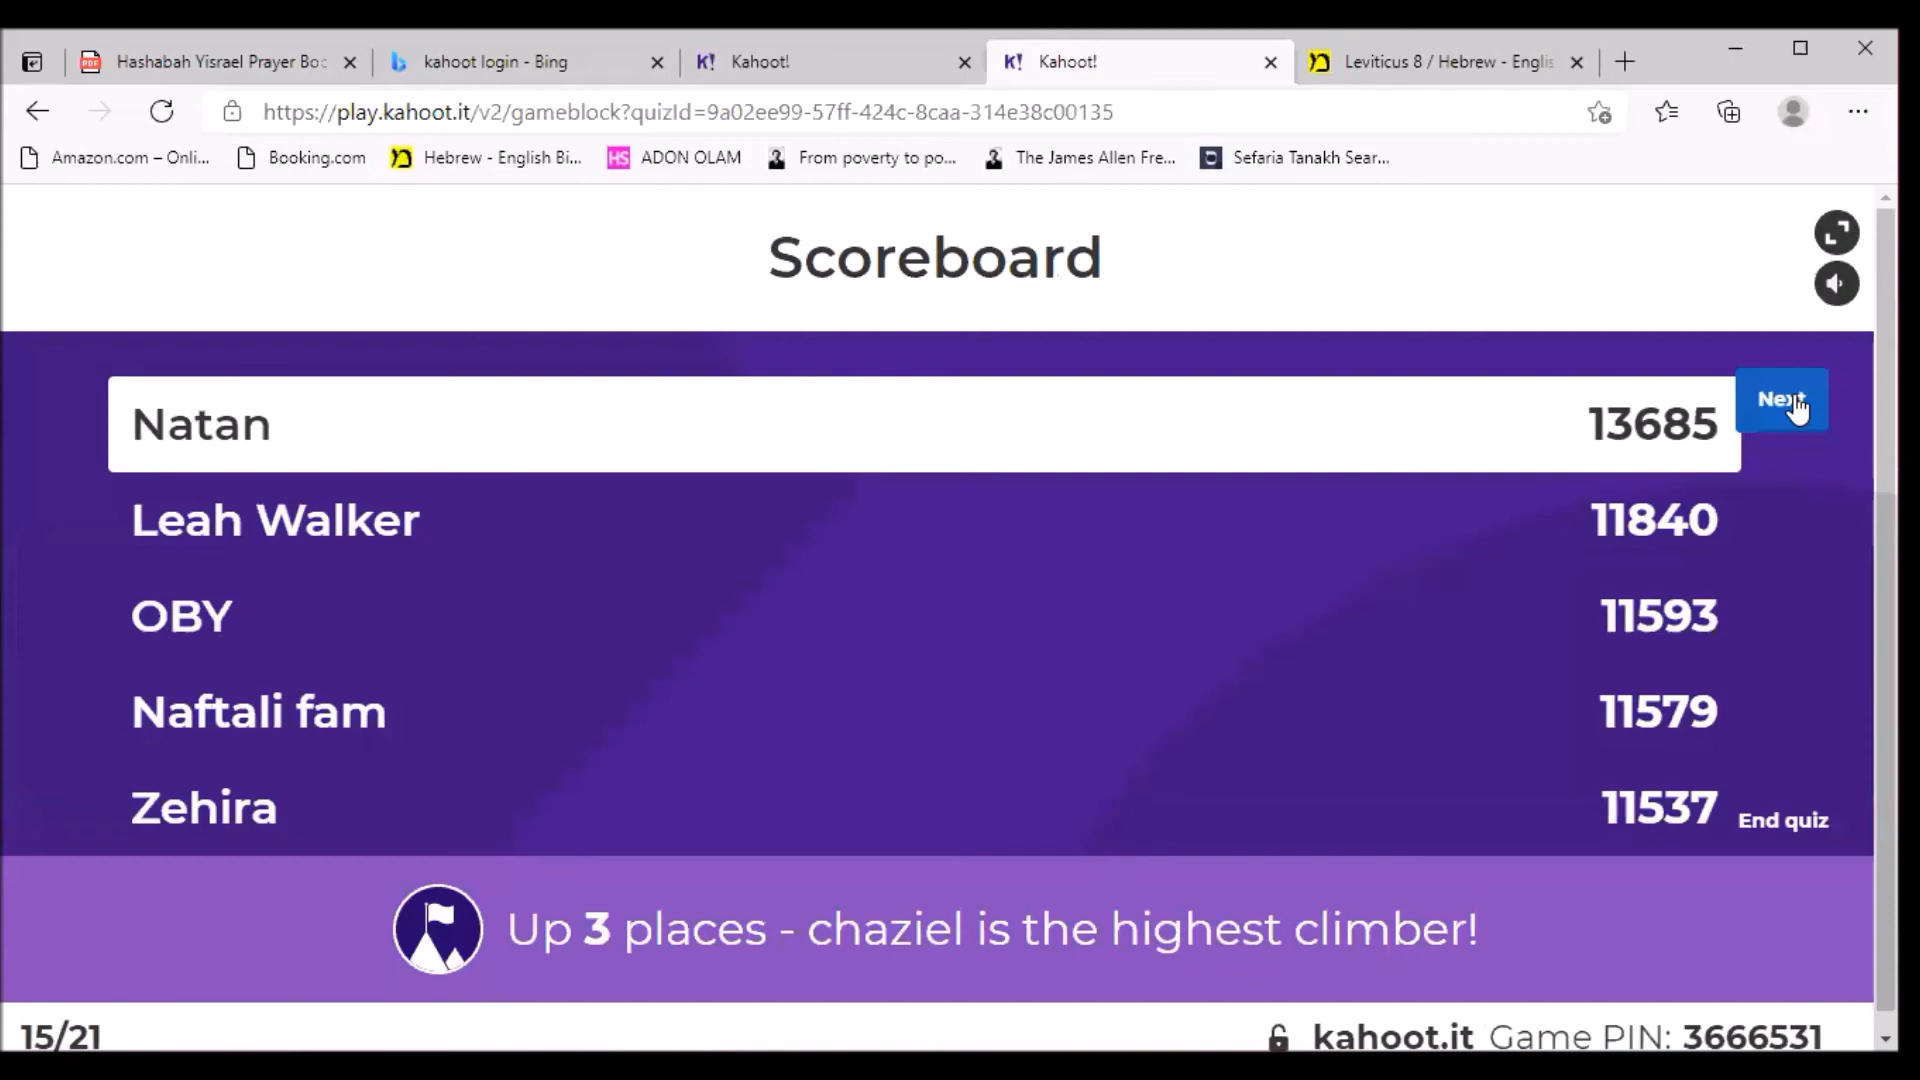 Hashabah Yisrael Prayer Bo
kahoot login - Bing
K! Kahoot!
K! Kahoot!
Leviticus 8 / Hebrew - Englis
https://play.kahoot.it/v2/gameblock?quizId=9a02ee99-57ff-424c-8caa-314e38c00135
Amazon.com – Onli...
Booking.com
Hebrew - English Bi...
HS ADON OLAM
From poverty to po...
The James Allen Fre...
Sefaria Tanakh Sear...
Scoreboard
Natan 13685
Next
Leah Walker 11840
OBY 11593
Naftali fam 11579
Zehira 11537
End quiz
Up 3 places - chaziel is the highest climber!
15/21
kahoot.it Game PIN: 3666531